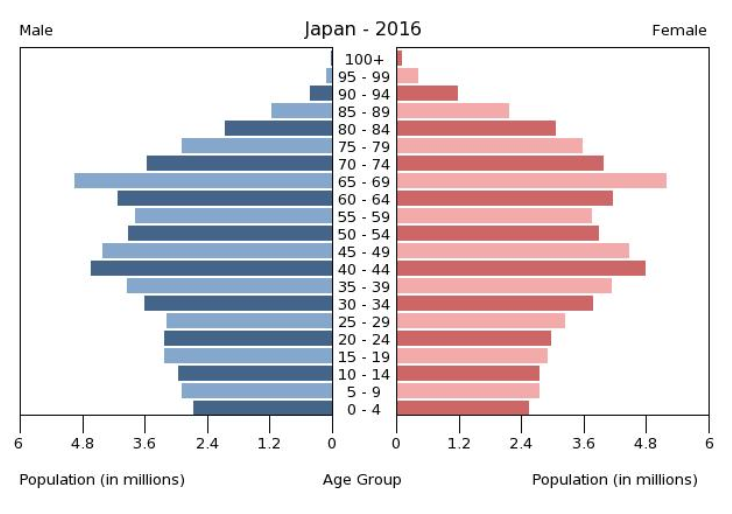 Male Japan - 2016 Female
100+
95 - 99
90 - 94
85 - 89
80 - 84
75 - 79
70 - 74
65 - 69
60 - 64
55 - 59
50 - 54
45 - 49
40 - 44
35 - 39
30 - 34
25 - 29
20 - 24
15 - 19
10 - 14
5 - 9
0 - 4
6 4.8 3.6 2.4 1.2 0 0 1.2 2.4 3.6 4.8 6
Population (in millions) Age Group Population (in millions)